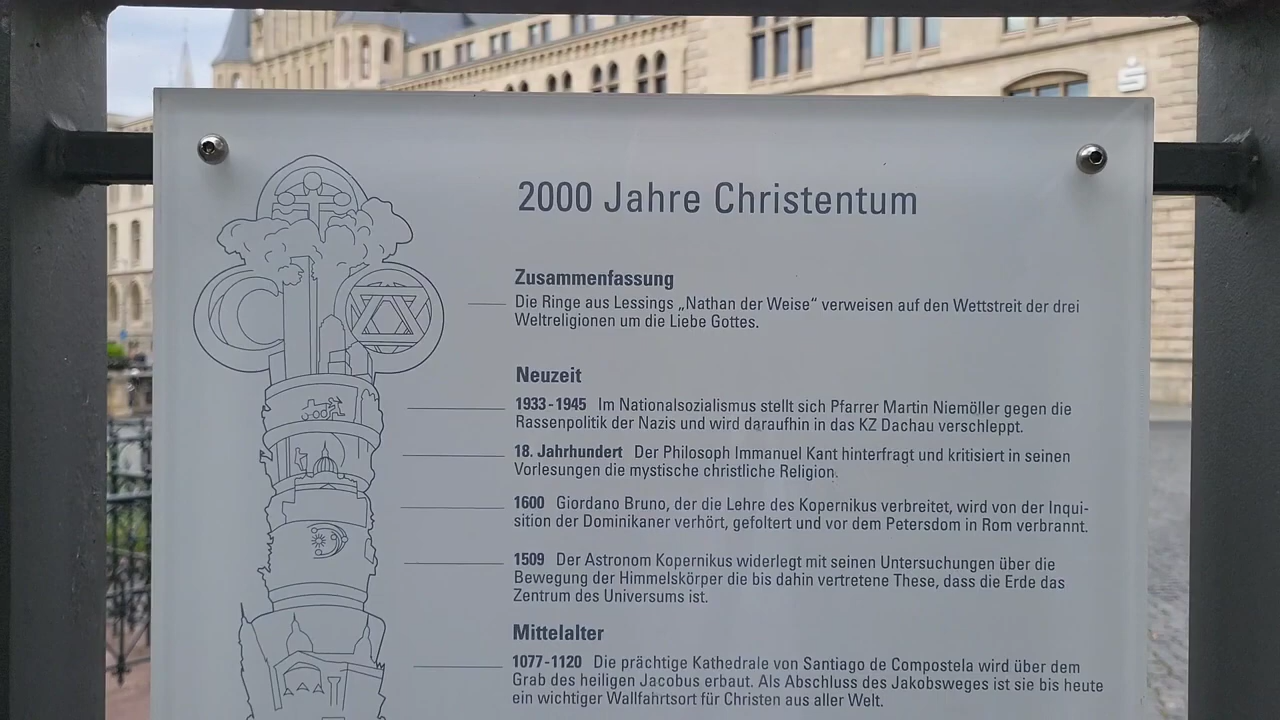 2000 Jahre Christentum
Zusammenfassung
Die Ringe aus Lessings „Nathan der Weise“ verweisen auf den Wettstreit der drei
Weltreligionen um die Liebe Gottes.
Neuzeit
1933-1945 Im Nationalsozialismus stellt sich Pfarrer Martin Niemöller gegen die
Rassenpolitik der Nazis und wird daraufhin in das KZ Dachau verschleppt.
18. Jahrhundert Der Philosoph Immanuel Kant hinterfragt und kritisiert in seinen
Vorlesungen die mystische christliche Religion.
1600 Giordano Bruno, der die Lehre des Kopernikus verbreitet, wird von der Inqui-
sition der Dominikaner verhört, gefoltert und vor dem Petersdom in Rom verbrannt.
1509 Der Astronom Kopernikus widerlegt mit seinen Untersuchungen über die
Bewegung der Himmelskörper die bis dahin vertretene These, dass die Erde das
Zentrum des Universums ist.
Mittelalter
1077-1120 Die prächtige Kathedrale von Santiago de Compostela wird über dem
Grab des heiligen Jacobus erbaut. Als Abschluss des Jakobsweges ist sie bis heute
ein wichtiger Wallfahrtsort für Christen aus aller Welt.